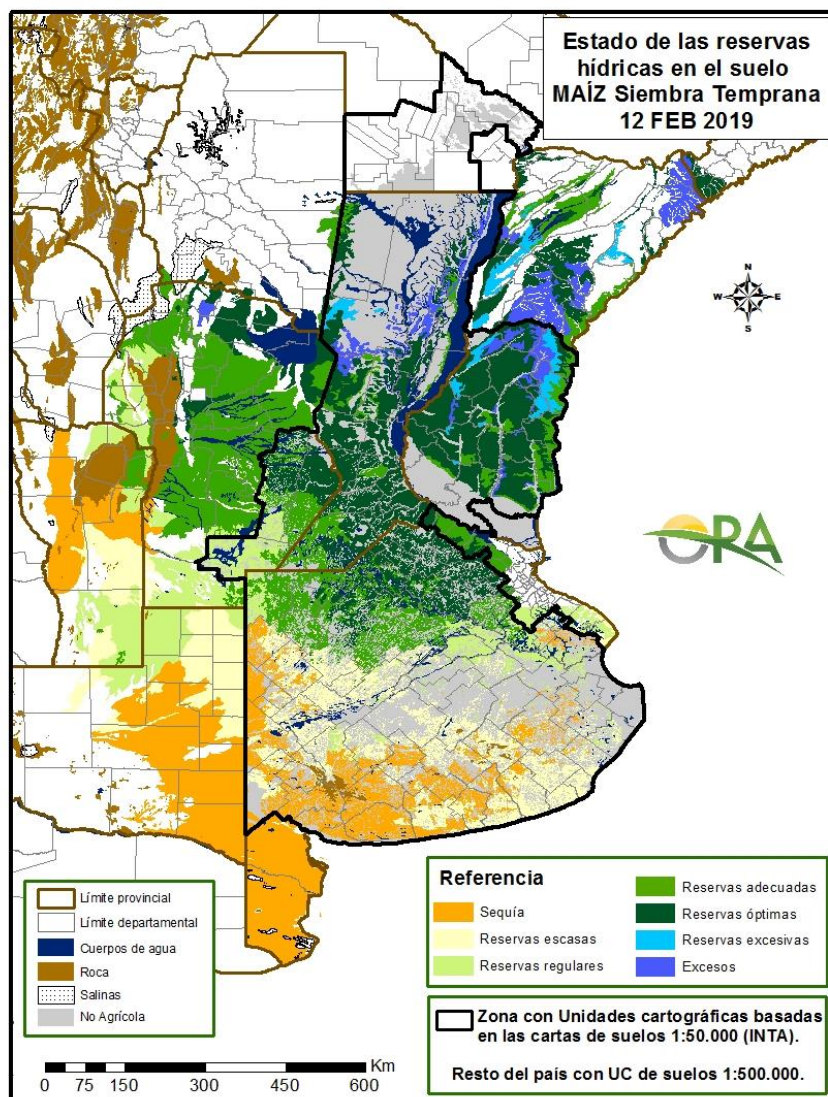 Estado de las reservas
hídricas en el suelo
MAÍZ Siembra Temprana
12 FEB 2019
N
W
E
S
ORA
Límite provincial
Límite departamental
Cuerpos de agua
Roca
Salinas
No Agrícola
Referencia
Sequía
Reservas escasas
Reservas regulares
Reservas adecuadas
Reservas óptimas
Reservas excesivas
Excesos
Zona con Unidades cartográficas basadas
en las cartas de suelos 1:50.000 (INTA).
Resto del país con UC de suelos 1:500.000.
Km
0 75 150 300 450 600